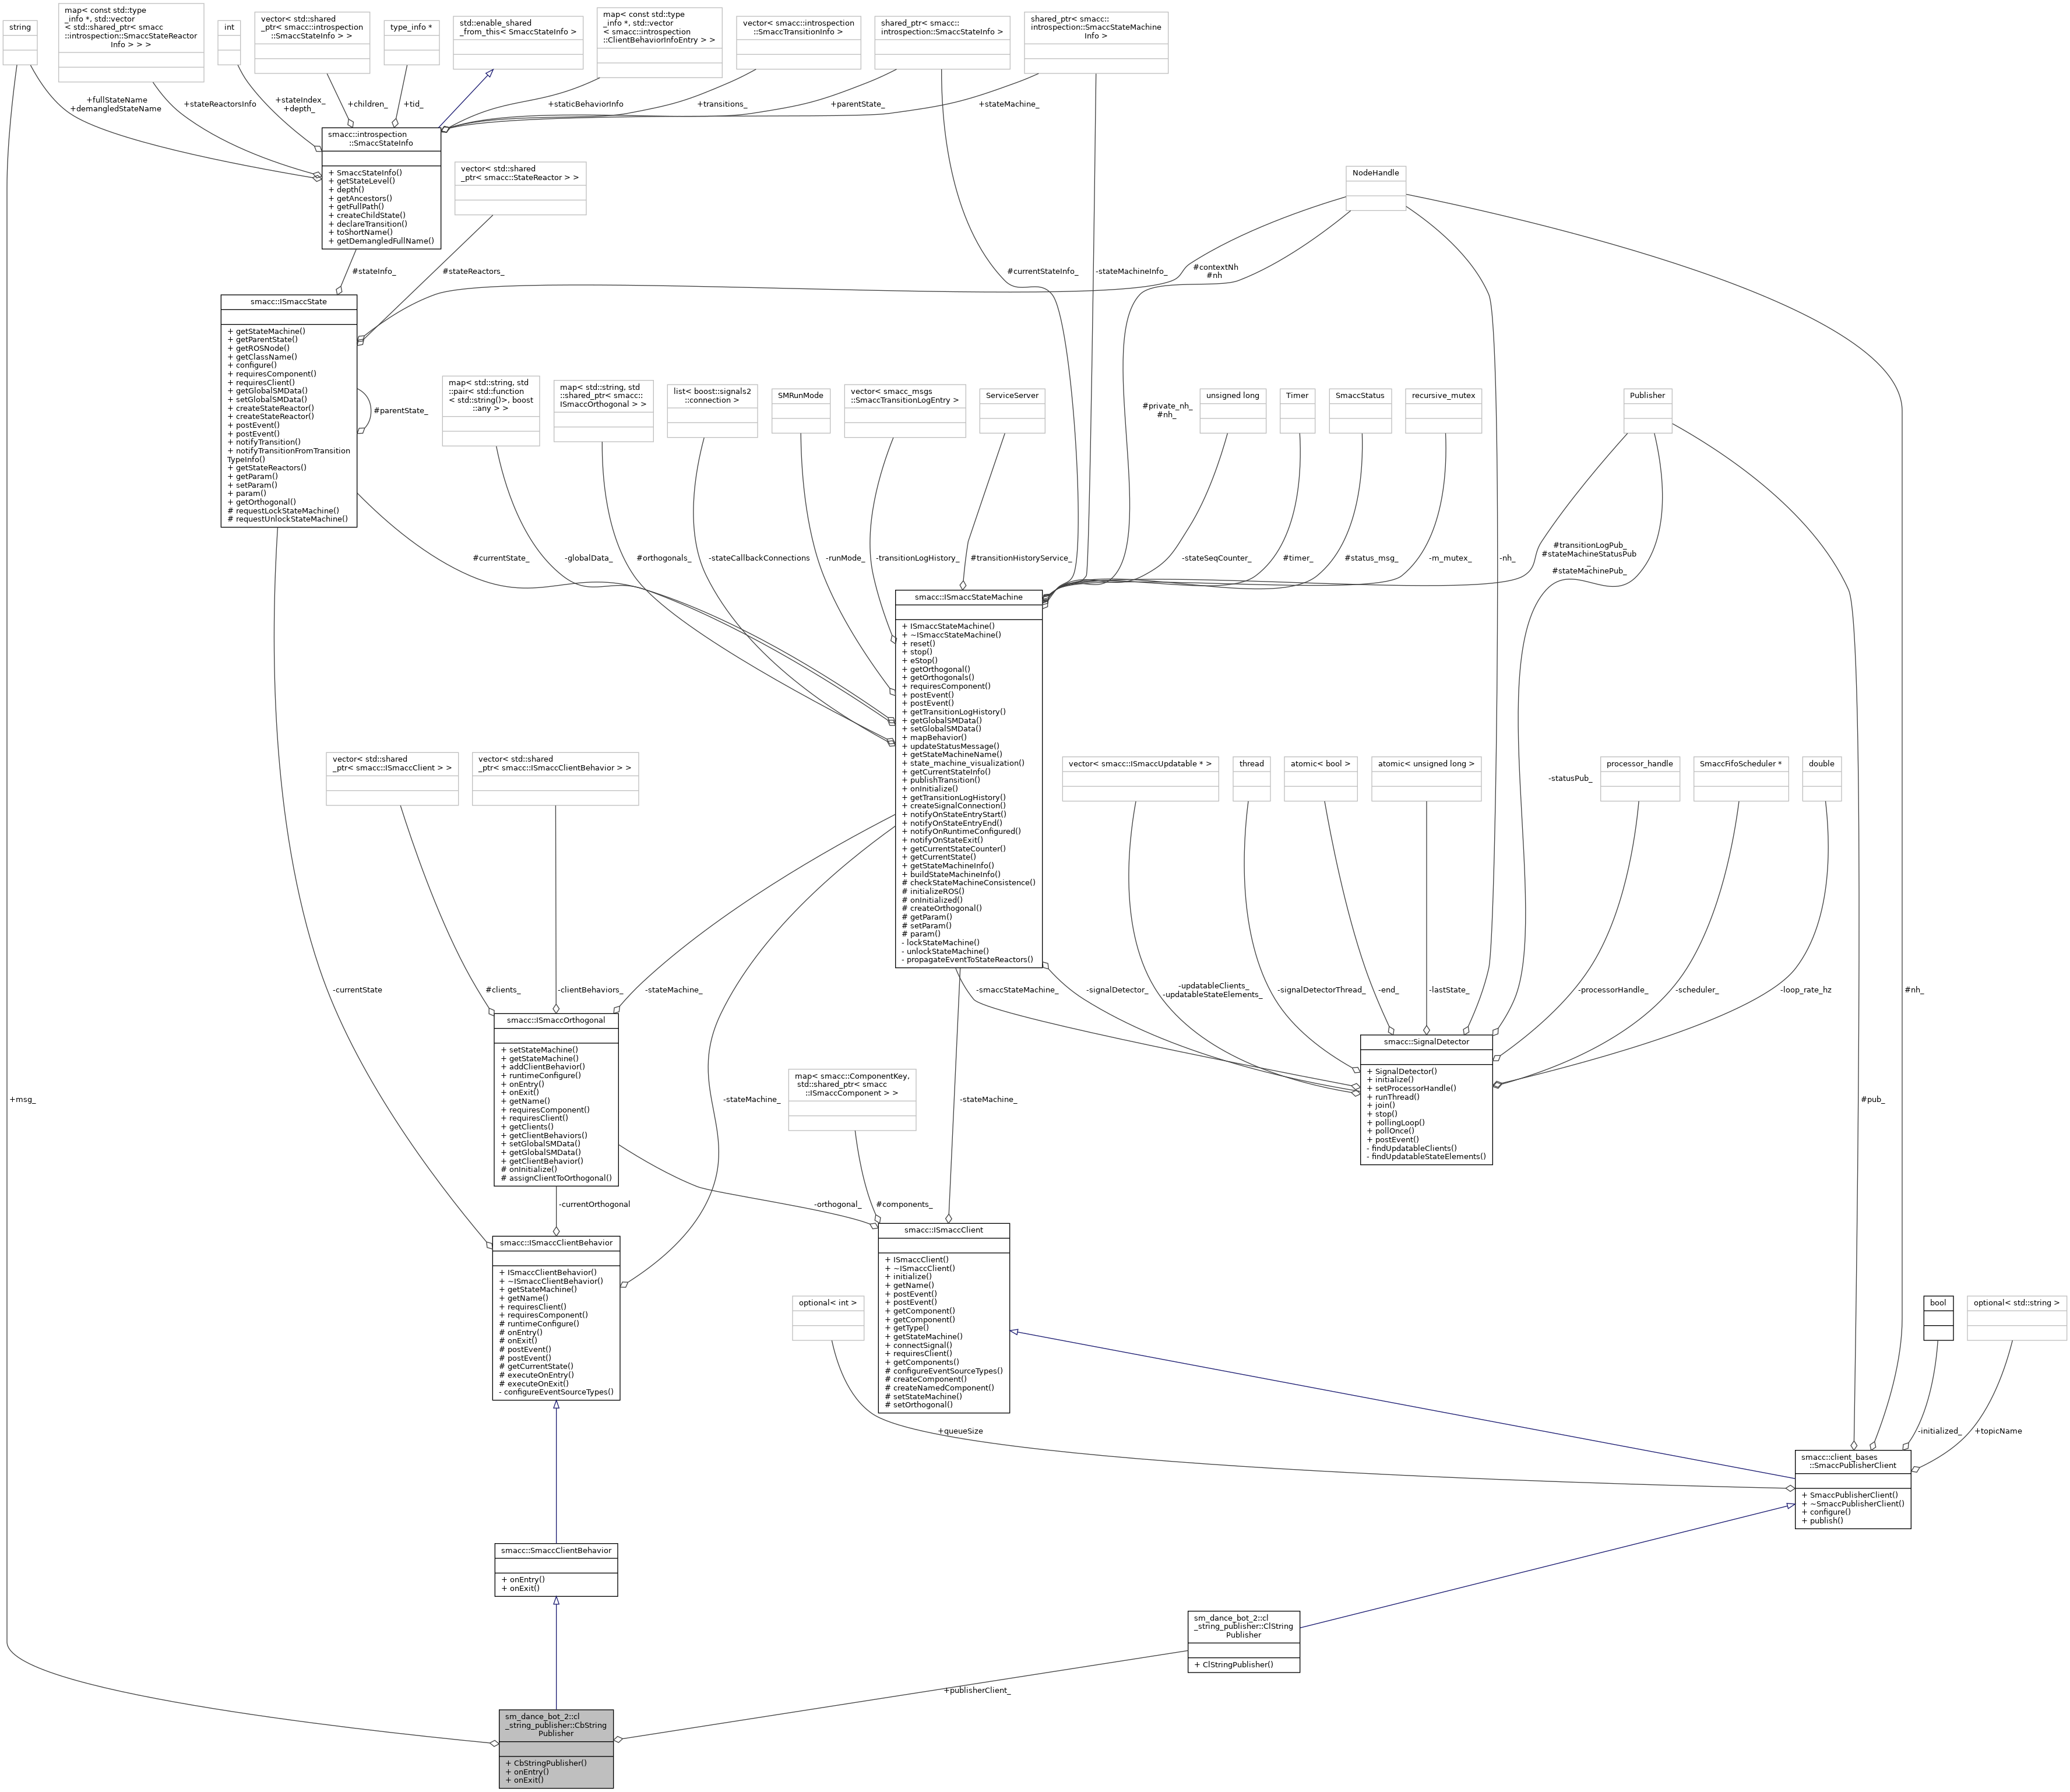 string
map< const std::type
_info *, std::vector
< std::shared_ptr< smacc
::introspection::SmaccStateReactor
Info > > >
int
vector< std::shared
_ptr< smacc::introspection
::SmaccStateInfo > >
type_info *
std::enable_shared
_from_this< SmaccStateInfo >
map< const std::type
_info *, std::vector
< smacc::introspection
::ClientBehaviorInfoEntry > >
vector< smacc::introspection
::SmaccTransitionInfo >
shared_ptr< smacc::
introspection::SmaccStateInfo >
shared_ptr< smacc::
introspection::SmaccStateMachine
Info >
+fullStateName
+demangledStateName
+stateReactorsInfo
+stateIndex_
+depth_
+children_
+tid_
+staticBehaviorInfo
+transitions_
+parentState_
+stateMachine_
smacc::introspection
::SmaccStateInfo
+ SmaccStateInfo()
+ getStateLevel()
+ depth()
+ getAncestors()
+ getFullPath()
+ createChildState()
+ declareTransition()
+ toShortName()
+ getDemangledFullName()
vector< std::shared
_ptr< smacc::StateReactor > >
NodeHandle
#stateInfo_
#stateReactors_
#currentStateInfo_
-stateMachineInfo_
#contextNh
#nh
smacc::ISmaccState
+ getStateMachine()
+ getParentState()
+ getROSNode()
+ getClassName()
+ configure()
+ requiresComponent()
+ requiresClient()
+ getGlobalSMData()
+ setGlobalSMData()
+ createStateReactor()
+ createStateReactor()
+ postEvent()
+ postEvent()
+ notifyTransition()
+ notifyTransitionFromTransition
TypeInfo()
+ getStateReactors()
+ getParam()
+ setParam()
+ param()
+ getOrthogonal()
# requestLockStateMachine()
# requestUnlockStateMachine()
#parentState_
map< std::string, std
::pair< std::function
< std::string()>, boost
::any > >
map< std::string, std
::shared_ptr< smacc::
ISmaccOrthogonal > >
list< boost::signals2
::connection >
SMRunMode
vector< smacc_msgs
::SmaccTransitionLogEntry >
ServiceServer
#private_nh_
#nh_
unsigned long
Timer
SmaccStatus
recursive_mutex
Publisher
#currentState_
-globalData_
#orthogonals_
-stateCallbackConnections
-runMode_
-transitionLogHistory_
#transitionHistoryService_
-stateSeqCounter_
#timer_
#status_msg_
-m_mutex_
-nh_
#transitionLogPub_
#stateMachineStatusPub
_
#stateMachinePub_
smacc::ISmaccStateMachine
+ ISmaccStateMachine()
+ ~ISmaccStateMachine()
+ reset()
+ stop()
+ eStop()
+ getOrthogonal()
+ getOrthogonals()
+ requiresComponent()
+ postEvent()
+ postEvent()
+ getTransitionLogHistory()
+ getGlobalSMData()
+ setGlobalSMData()
+ mapBehavior()
+ updateStatusMessage()
+ getStateMachineName()
+ state_machine_visualization()
+ getCurrentStateInfo()
+ publishTransition()
+ onInitialize()
+ getTransitionLogHistory()
+ createSignalConnection()
+ notifyOnStateEntryStart()
+ notifyOnStateEntryEnd()
+ notifyOnRuntimeConfigured()
+ notifyOnStateExit()
+ getCurrentStateCounter()
+ getCurrentState()
+ getStateMachineInfo()
+ buildStateMachineInfo()
# checkStateMachineConsistence()
# initializeROS()
# onInitialized()
# createOrthogonal()
# getParam()
# setParam()
# param()
- lockStateMachine()
- unlockStateMachine()
- propagateEventToStateReactors()
vector< std::shared
_ptr< smacc::ISmaccClient > >
vector< std::shared
_ptr< smacc::ISmaccClientBehavior > >
vector< smacc::ISmaccUpdatable * >
thread
atomic< bool >
atomic< unsigned long >
-statusPub_
processor_handle
SmaccFifoScheduler *
double
-currentState
#clients_
-clientBehaviors_
-stateMachine_
-smaccStateMachine_
-signalDetector_
-updatableClients_
-updatableStateElements_
-signalDetectorThread_
-end_
-lastState_
-processorHandle_
-scheduler_
-loop_rate_hz
#nh_
smacc::ISmaccOrthogonal
+ setStateMachine()
+ getStateMachine()
+ addClientBehavior()
+ runtimeConfigure()
+ onEntry()
+ onExit()
+ getName()
+ requiresComponent()
+ requiresClient()
+ getClients()
+ getClientBehaviors()
+ setGlobalSMData()
+ getGlobalSMData()
+ getClientBehavior()
# onInitialize()
# assignClientToOrthogonal()
smacc::SignalDetector
+ SignalDetector()
+ initialize()
+ setProcessorHandle()
+ runThread()
+ join()
+ stop()
+ pollingLoop()
+ pollOnce()
+ postEvent()
- findUpdatableClients()
- findUpdatableStateElements()
map< smacc::ComponentKey,
std::shared_ptr< smacc
::ISmaccComponent > >
+msg_
-stateMachine_
-stateMachine_
#pub_
-currentOrthogonal
-orthogonal_
#components_
smacc::ISmaccClientBehavior
+ ISmaccClientBehavior()
+ ~ISmaccClientBehavior()
+ getStateMachine()
+ getName()
+ requiresClient()
+ requiresComponent()
# runtimeConfigure()
# onEntry()
# onExit()
# postEvent()
# postEvent()
# getCurrentState()
# executeOnEntry()
# executeOnExit()
- configureEventSourceTypes()
smacc::ISmaccClient
+ ISmaccClient()
+ ~ISmaccClient()
+ initialize()
+ getName()
+ postEvent()
+ postEvent()
+ getComponent()
+ getComponent()
+ getType()
+ getStateMachine()
+ connectSignal()
+ requiresClient()
+ getComponents()
# configureEventSourceTypes()
# createComponent()
# createNamedComponent()
# setStateMachine()
# setOrthogonal()
optional< int >
bool
optional< std::string >
+queueSize
-initialized_
+topicName
smacc::client_bases
::SmaccPublisherClient
+ SmaccPublisherClient()
+ ~SmaccPublisherClient()
+ configure()
+ publish()
smacc::SmaccClientBehavior
+ onEntry()
+ onExit()
sm_dance_bot_2::cl
_string_publisher::ClString
Publisher
+ ClStringPublisher()
+publisherClient_
sm_dance_bot_2::cl
_string_publisher::CbString
Publisher
+ CbStringPublisher()
+ onEntry()
+ onExit()